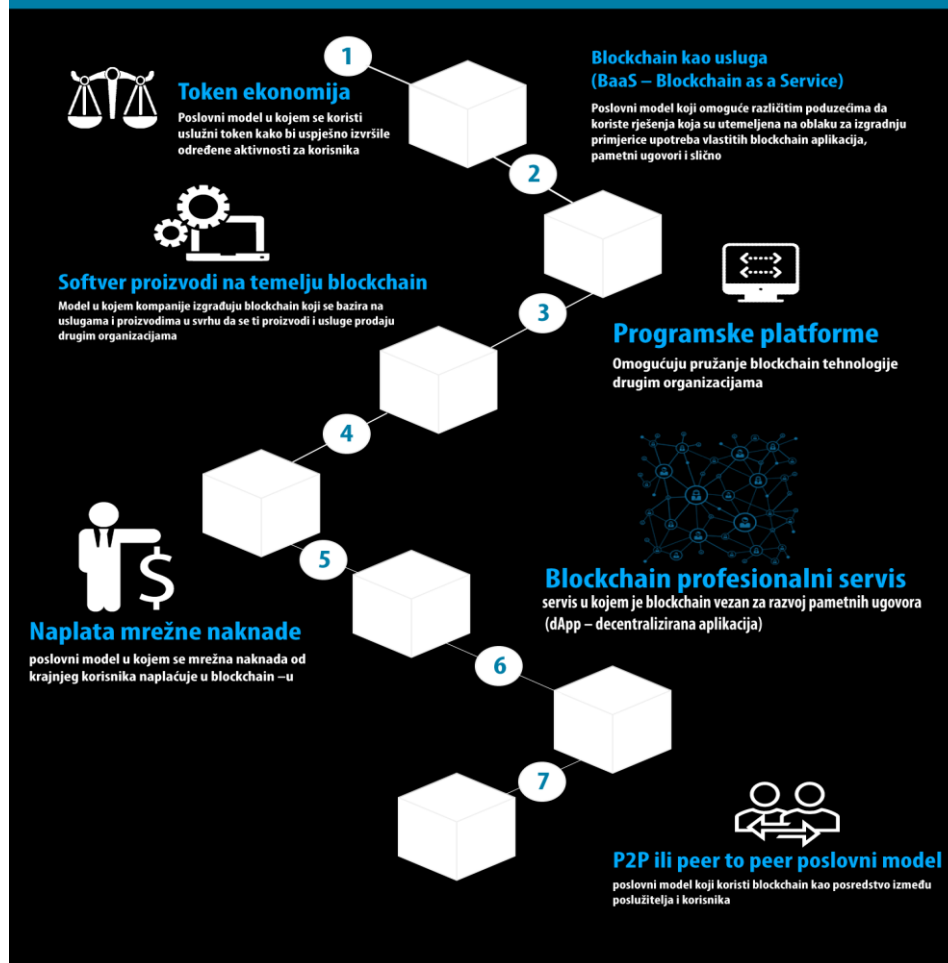 1
Token ekonomija
Poslovni model u kojem se koristi
uslužni token kako bi uspješno izvršile
određene aktivnosti za korisnika
Blockchain kao usluga
(BaaS – Blockchain as a Service)
Poslovni model koji omoguće različitim poduzećima da
koriste rješenja koja su utemeljena na oblaku za izgradnju
primjerice upotreba vlastitih blockchain aplikacija,
pametni ugovori i slično
2
Softver proizvodi na temelju blockchain
Model u kojem kompanije izgrađuju blockchain koji se bazira na
uslugama i proizvodima u svrhu da se ti proizvodi i usluge prodaju
drugim organizacijama
3
Programske platforme
Omogućuju pružanje blockchain tehnologije
drugim organizacijama
4
5
Naplata mrežne naknade
poslovni model u kojem se mrežna naknada od
krajnjeg korisnika naplaćuje u blockchain –u
Blockchain profesionalni servis
servis u kojem je blockchain vezan za razvoj pametnih ugovora
(dApp – decentralizirana aplikacija)
6
7
P2P ili peer to peer poslovni model
poslovni model koji koristi blockchain kao posredstvo između
poslužitelja i korisnika